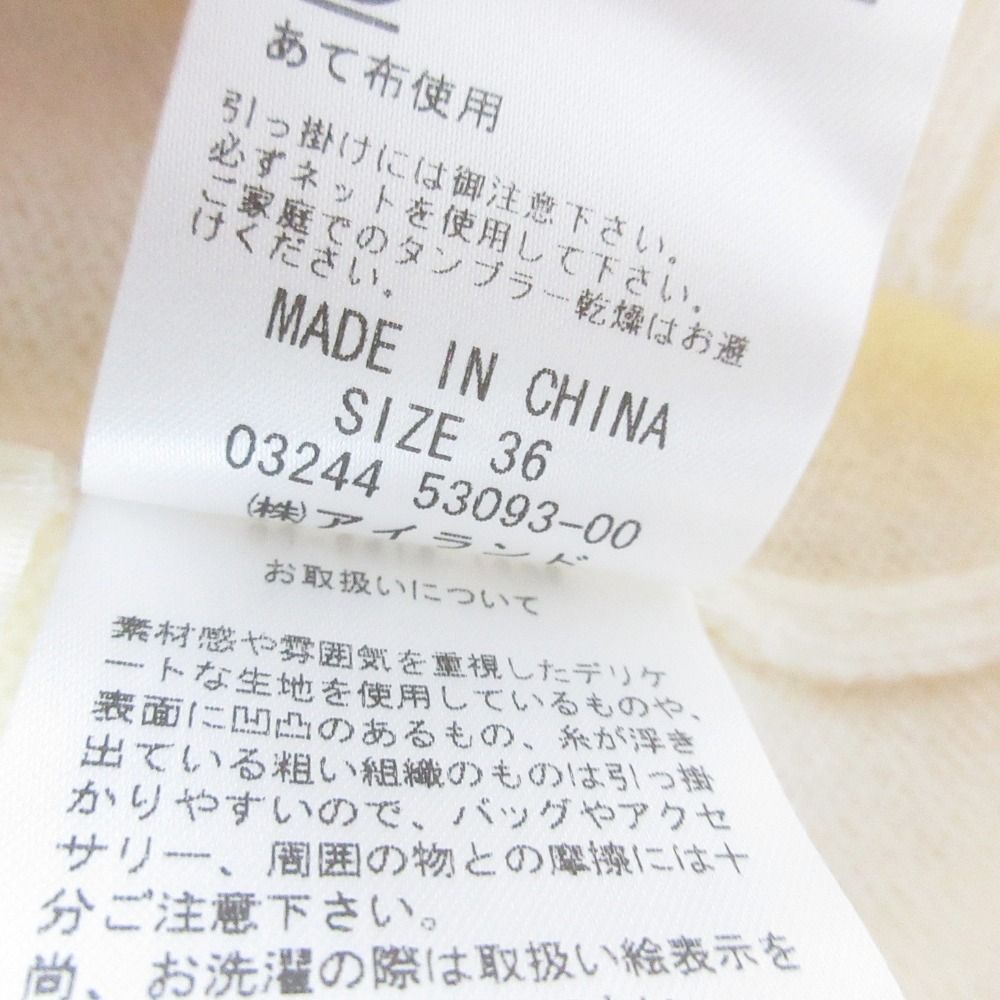 あて布使用
引っ掛けには御注意下さい。
必ずネットを使用して下さい。
ご家庭でのタンブラー乾燥はお避
けください。
MADE IN CHINA
SIZE 36
03244 53093-00
(株)アイランド
お取扱いについて
素材感や雰囲気を重視したデリケ
ートな生地を使用しているものや、
表面に凹凸のあるもの、糸が浮き
出ている粗い組織のものは引っ掛
かりやすいので、バッグやアクセ
サリー、周囲の物との摩擦には十
分ご注意下さい。
尚、お洗濯の際は取扱い絵表示を